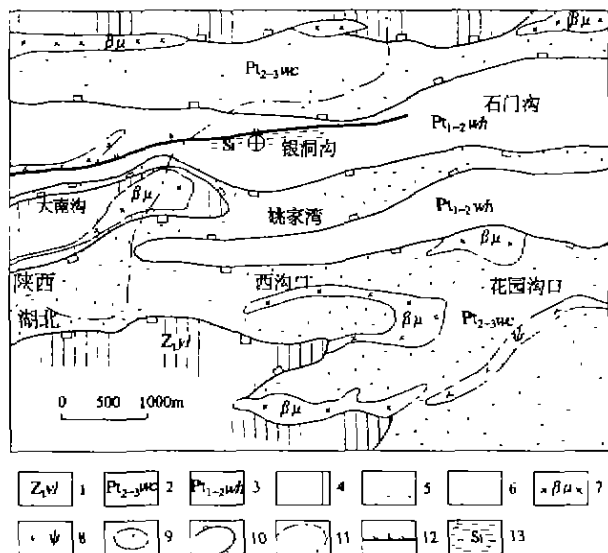 βμ
βμ
Pt₂₋₃wc
石门沟
Pt₁₋₂wh
Si
银洞沟
βμ
大南沟
姚家湾
Pt₁₋₂wh
βμ
陕西
西沟门
花园沟口
湖北
βμ
Pt₂₋₃wc
ψ
Z₁yl
0 500 1000m
βμ
Pt₂₋₃wc 2
Pt₁₋₂wh 3
4
5
6
βμ 7
ψ 8
9
10
11
12
Si 13